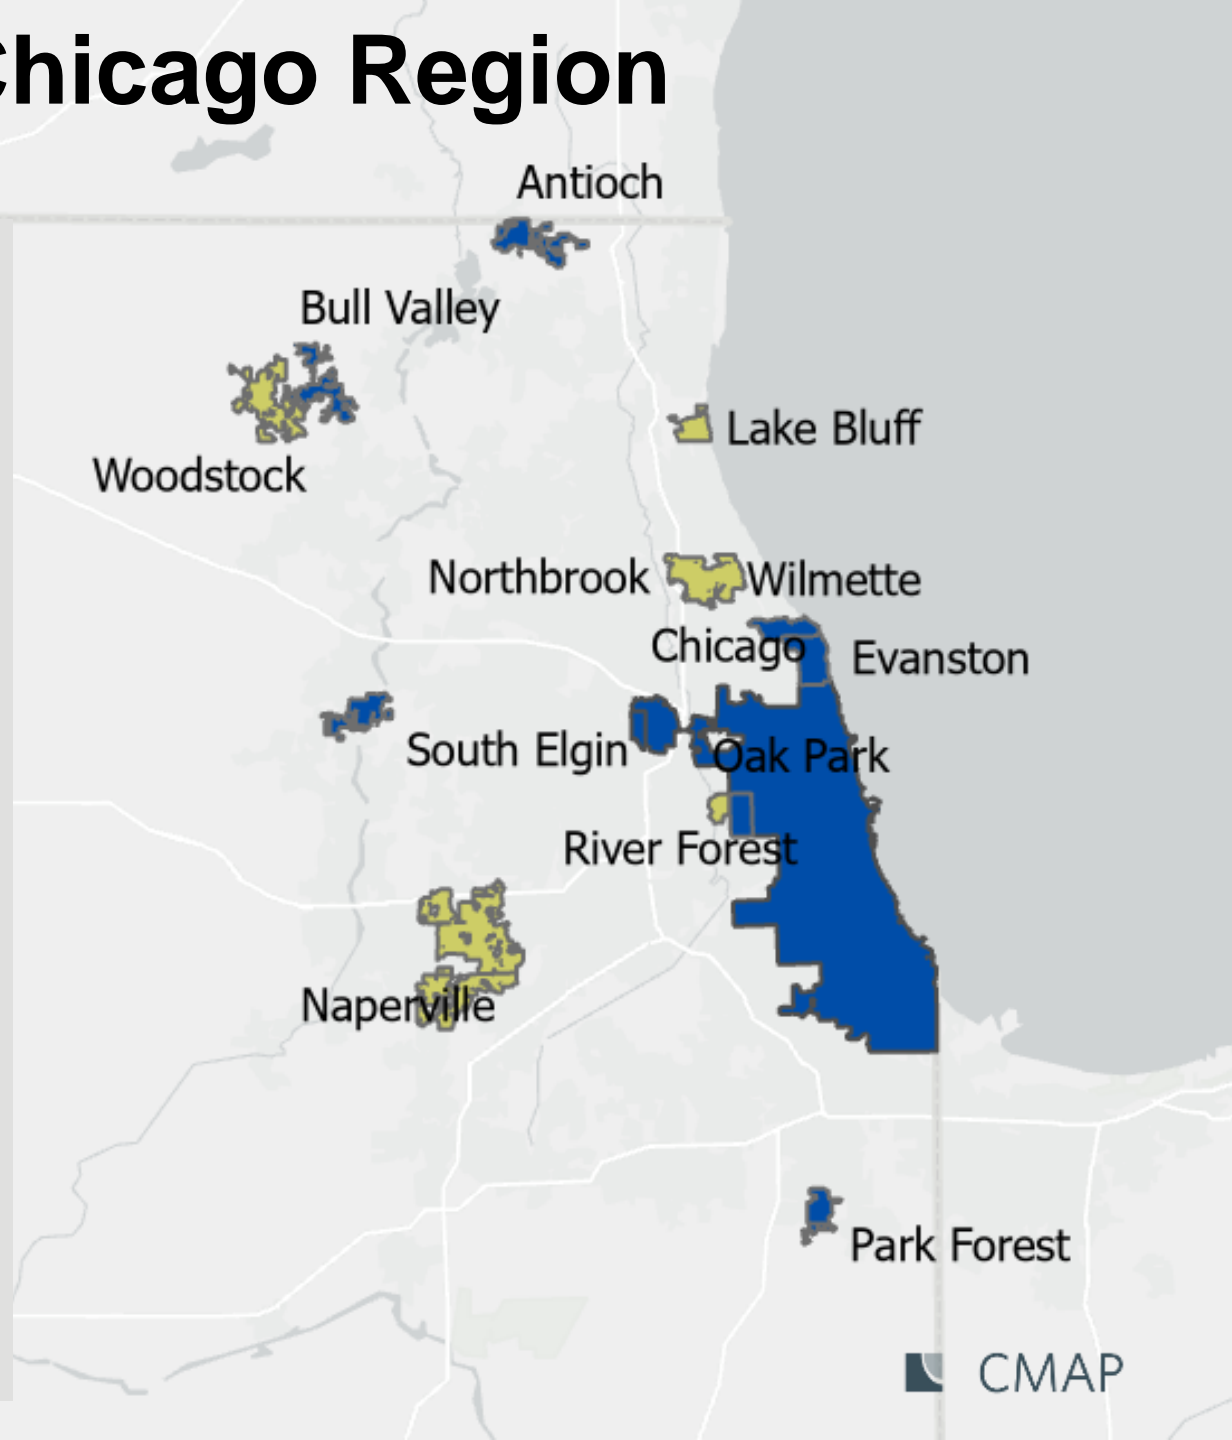 Chicago Region
Antioch
Bull Valley
Lake Bluff
Woodstock
Northbrook
Wilmette
Chicago
Evanston
South Elgin
Oak Park
River Forest
Naperville
Park Forest
CMAP